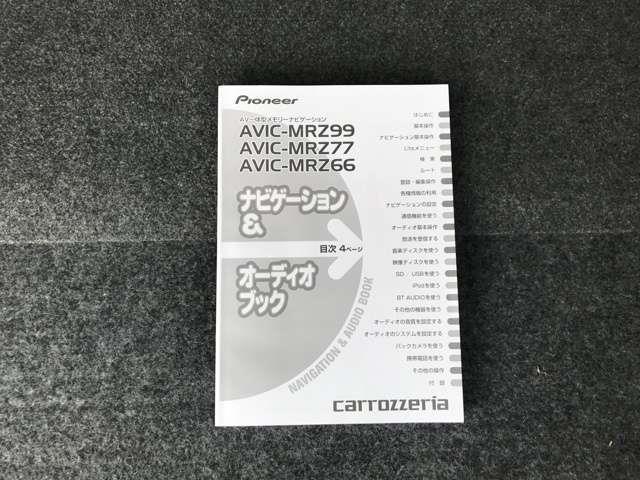 Pioneer
AV一体型メモリーナビゲーション
AVIC-MRZ99
AVIC-MRZ77
AVIC-MRZ66
ナビゲーション
&
目次 4ページ
オーディオ
ブック
NAVIGATION & AUDIO BOOK
はじめに
基本操作
ナビゲーション基本操作
Liteメニュー
検 索
ルート
登録・編集操作
各種情報の利用
ナビゲーションの設定
通信機能を使う
オーディオ基本操作
放送を受信する
音楽ディスクを使う
映像ディスクを使う
SD / USBを使う
iPodを使う
BT AUDIOを使う
その他の機器を使う
オーディオの音質を設定する
オーディオのシステムを設定する
バックカメラを使う
携帯電話を使う
その他の操作
付 録
carrozzeria